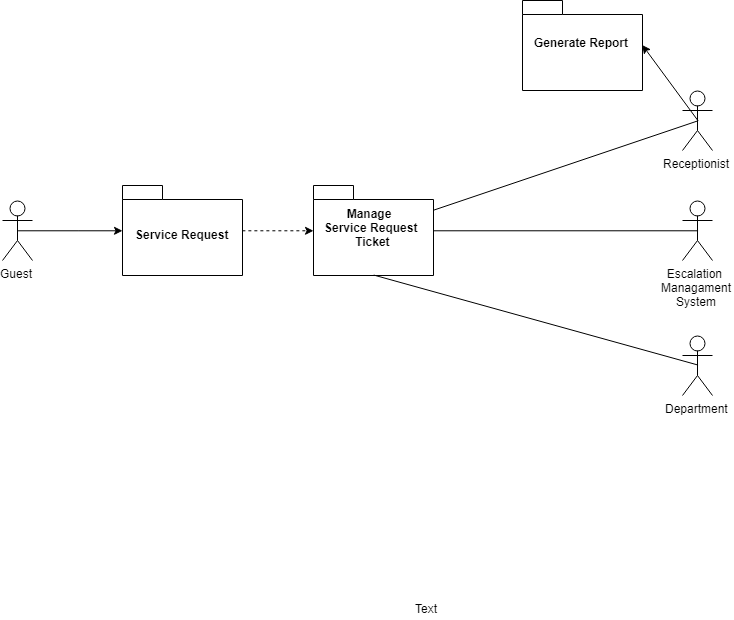 Generate Report
Receptionist
Manage
Service Request
Ticket
Service Request
Guest
Escalation
Managament
System
Department
Text